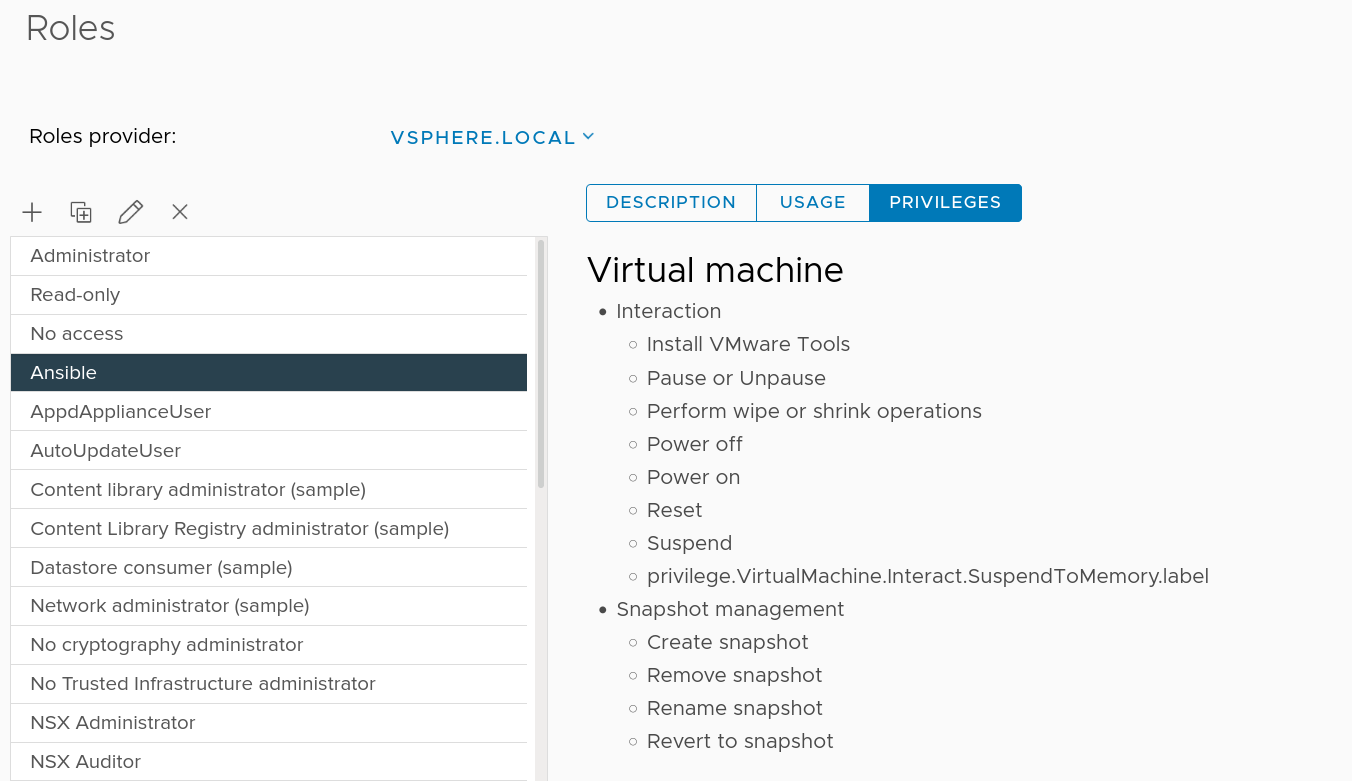 Roles
Roles provider:
VSPHERE.LOCAL
Administrator
Read-only
No access
Ansible
AppdApplianceUser
AutoUpdateUser
Content library administrator (sample)
Content Library Registry administrator (sample)
Datastore consumer (sample)
Network administrator (sample)
No cryptography administrator
No Trusted Infrastructure administrator
NSX Administrator
NSX Auditor
DESCRIPTION
USAGE
PRIVILEGES
Virtual machine
Interaction
Install VMware Tools
Pause or Unpause
Perform wipe or shrink operations
Power off
Power on
Reset
Suspend
privilege.VirtualMachine.Interact.SuspendToMemory.label
Snapshot management
Create snapshot
Remove snapshot
Rename snapshot
Revert to snapshot